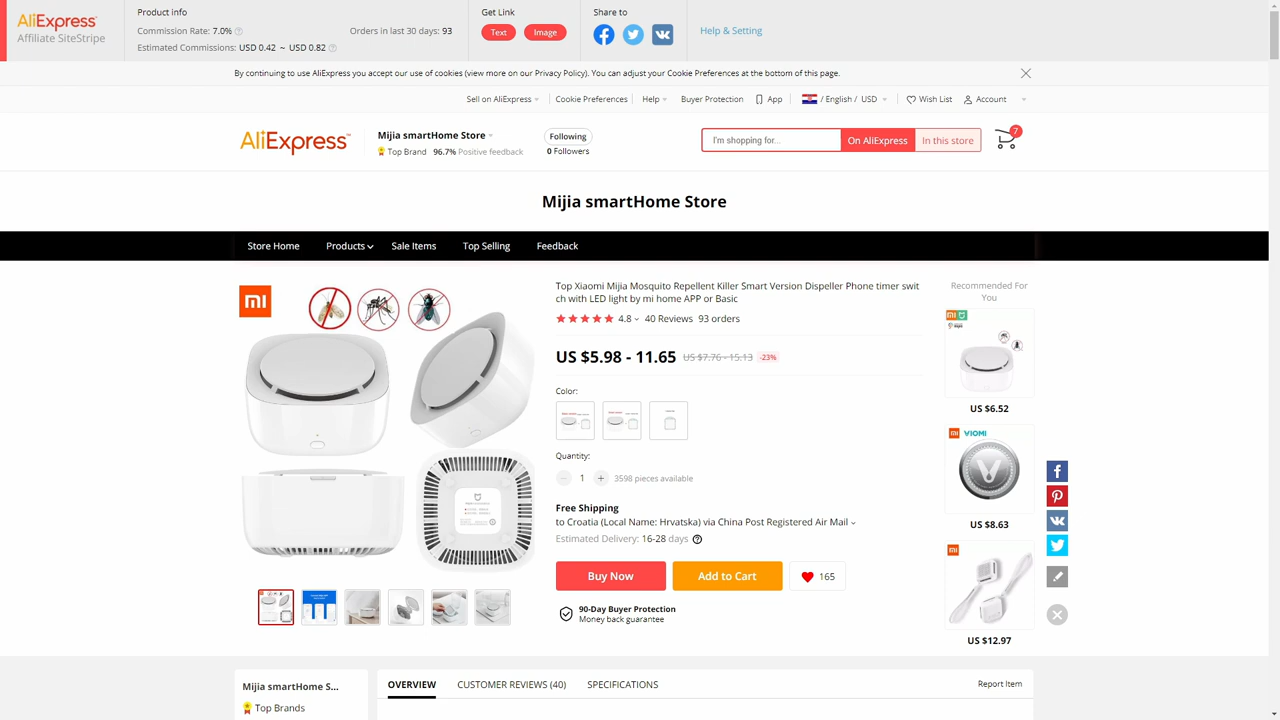 AliExpress
Affiliate SiteStripe
Product info
Commission Rate: 7.0%
Orders in last 30 days: 93
Estimated Commissions: USD 0.42 ~ USD 0.82
Get Link
Text
Image
Share to
Help & Setting
By continuing to use AliExpress you accept our use of cookies (view more on our Privacy Policy). You can adjust your Cookie Preferences at the bottom of this page.
Sell on AliExpress
Cookie Preferences
Help
Buyer Protection
App
/ English / USD
Wish List
Account
AliExpress™
Mijia smartHome Store
Top Brand 96.7% Positive feedback
Following
0 Followers
I'm shopping for...
On AliExpress
In this store
7
Mijia smartHome Store
Store Home
Products
Sale Items
Top Selling
Feedback
Top Xiaomi Mijia Mosquito Repellent Killer Smart Version Dispeller Phone timer swit
ch with LED light by mi home APP or Basic
4.8
40 Reviews
93 orders
US $5.98 - 11.65
US $7.76 - 15.13
-23%
Color:
Quantity:
1
3598 pieces available
Free Shipping
to Croatia (Local Name: Hrvatska) via China Post Registered Air Mail
Estimated Delivery: 16-28 days
Buy Now
Add to Cart
165
90-Day Buyer Protection
Money back guarantee
Recommended For
You
US $6.52
VIOMI
US $8.63
US $12.97
Mijia smartHome S...
Top Brands
OVERVIEW
CUSTOMER REVIEWS (40)
SPECIFICATIONS
Report Item